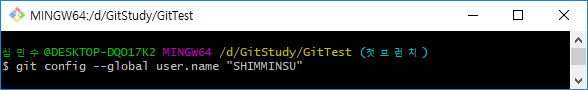 MINGW64:/d/GitStudy/GitTest
심민수@DESKTOP-DQO17K2 MINGW64 /d/GitStudy/GitTest (첫브런치)
$ git config --global user.name "SHIMMINSU"